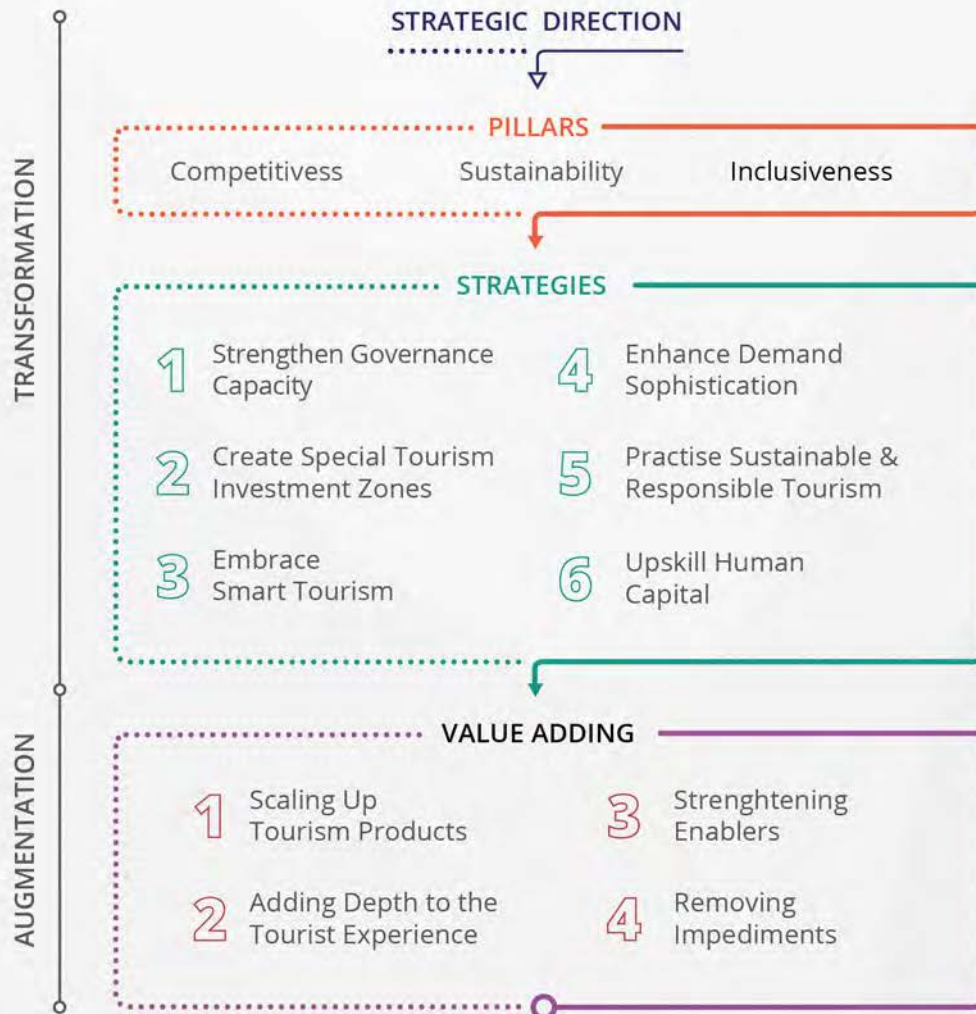 STRATEGIC DIRECTION
PILLARS
Competitivess
Sustainability
Inclusiveness
TRANSFORMATION
STRATEGIES
1 Strengthen Governance
Capacity
2 Create Special Tourism
Investment Zones
3 Embrace
Smart Tourism
4 Enhance Demand
Sophistication
5 Practise Sustainable &
Responsible Tourism
6 Upskill Human
Capital
AUGMENTATION
VALUE ADDING
1 Scaling Up
Tourism Products
2 Adding Depth to the
Tourist Experience
3 Strenghtening
Enablers
4 Removing
Impediments